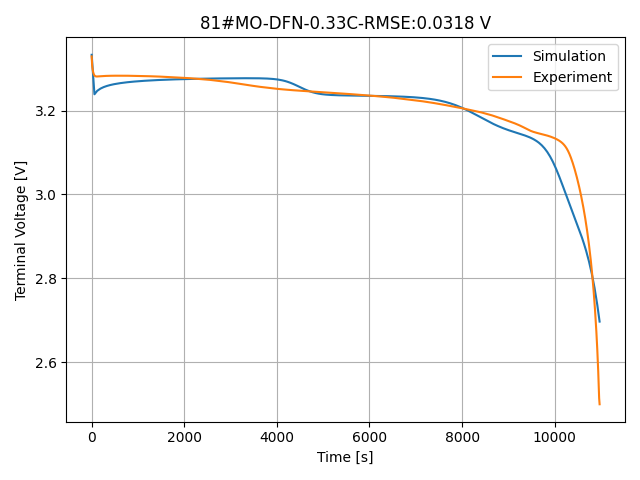 81#MO-DFN-0.33C-RMSE:0.0318 V
Simulation
Experiment
Terminal Voltage [V]
3.2
3.0
2.8
2.6
0 2000 4000 6000 8000 10000
Time [s]